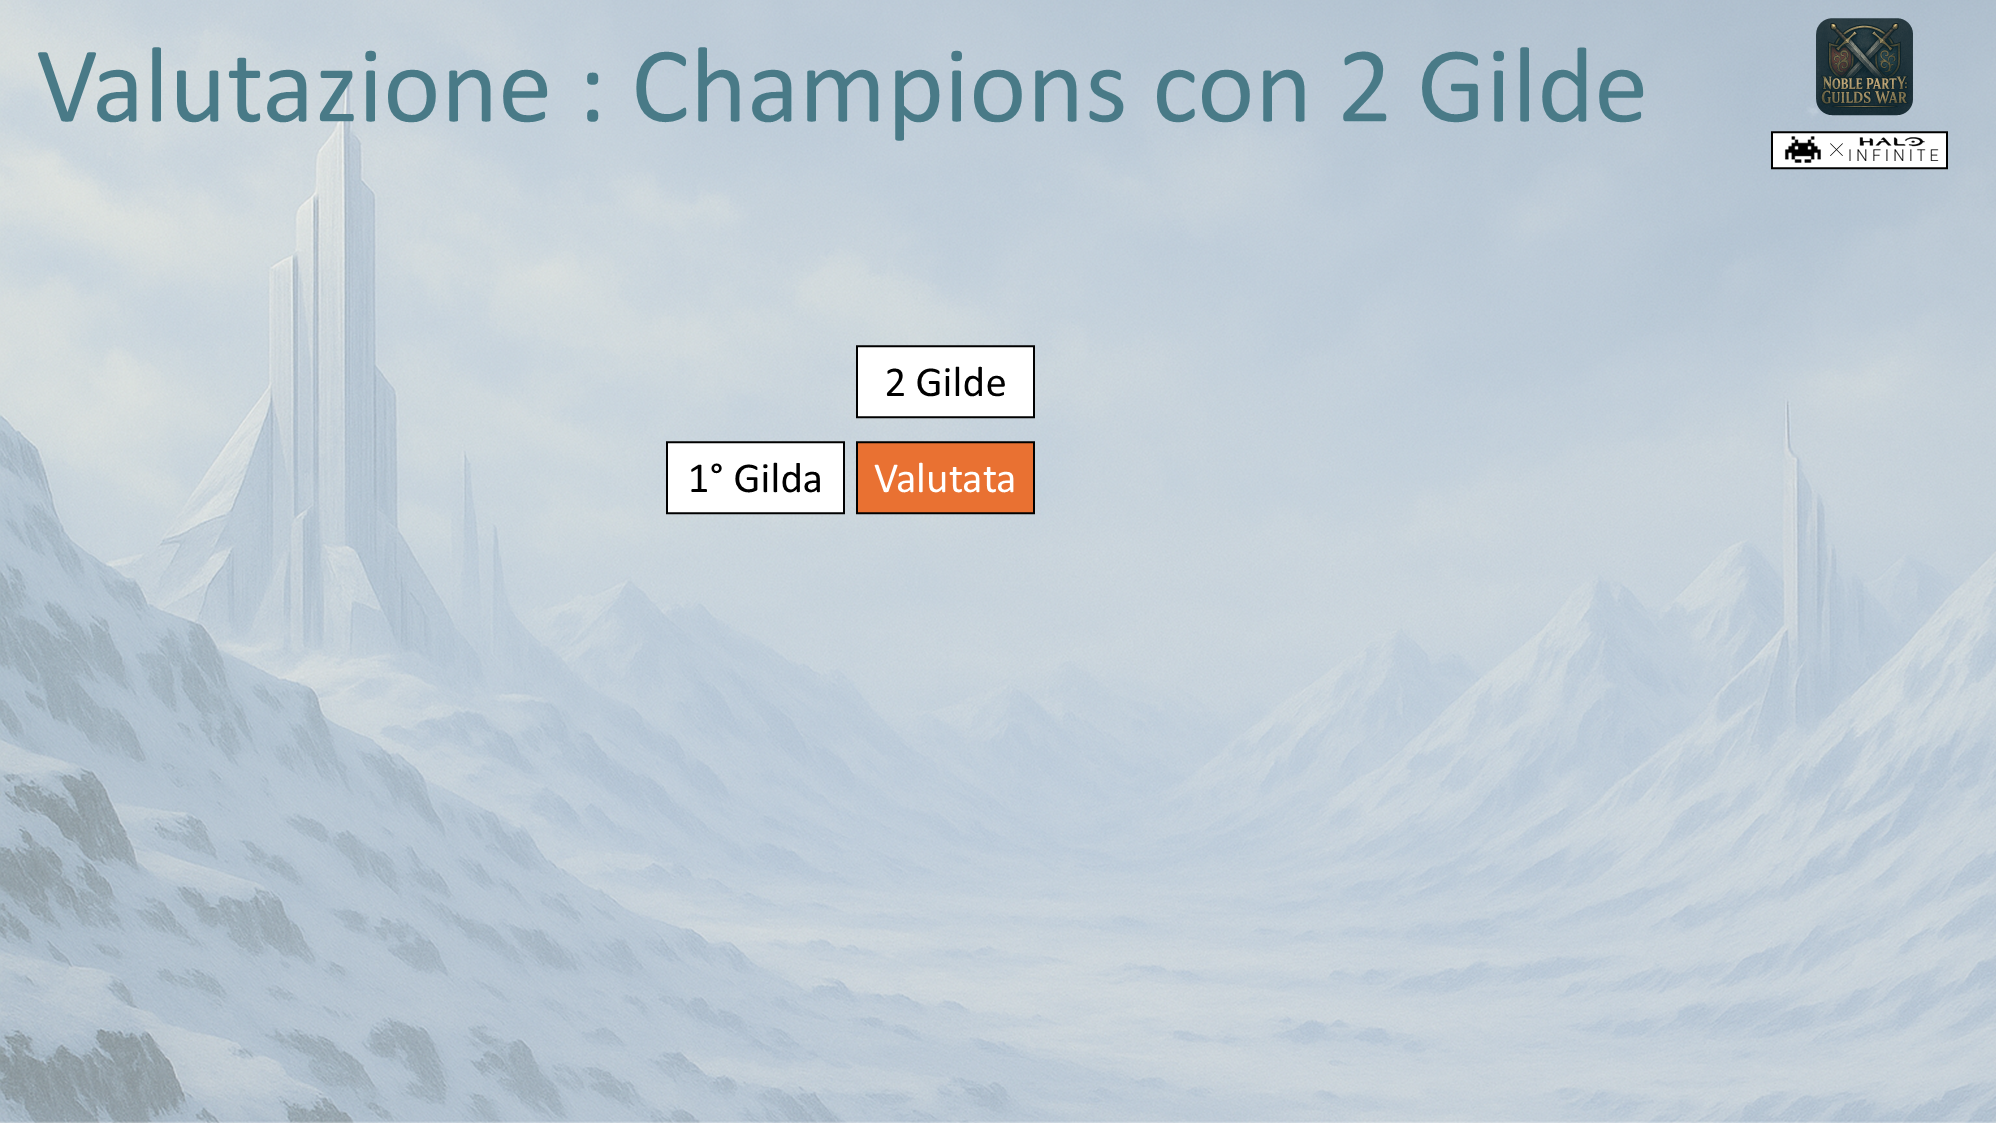 Valutazione : Champions con 2 Gilde
NOBLE PARTY:
GUILDS WAR
× HALO
INFINITE
2 Gilde
1° Gilda Valutata